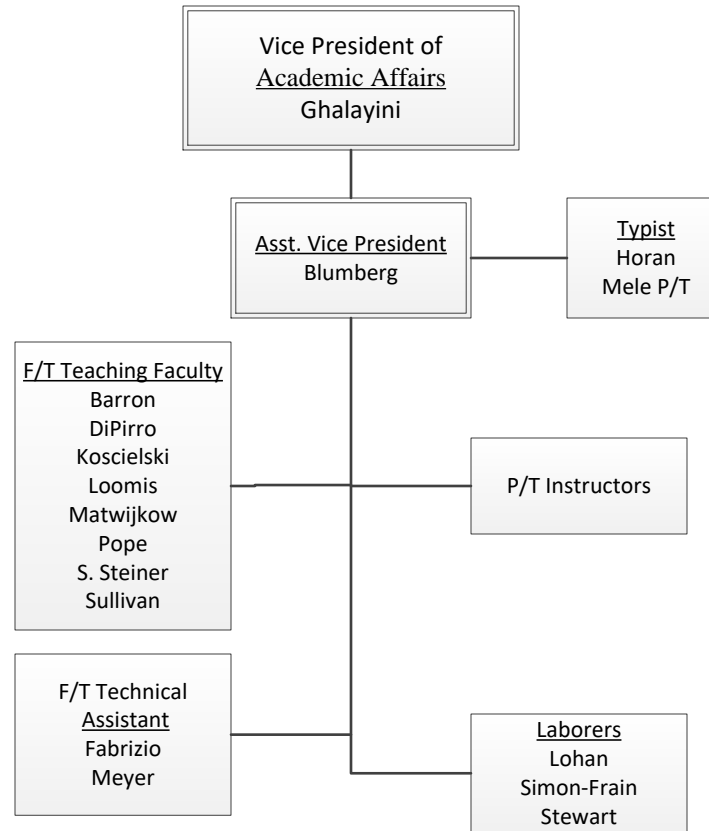 Vice President of
Academic Affairs
Ghalayini
Asst. Vice President
Blumberg
Typist
Horan
Mele P/T
F/T Teaching Faculty
Barron
DiPirro
Koscielski
Loomis
Matwijkow
Pope
S. Steiner
Sullivan
P/T Instructors
F/T Technical
Assistant
Fabrizio
Meyer
Laborers
Lohan
Simon-Frain
Stewart